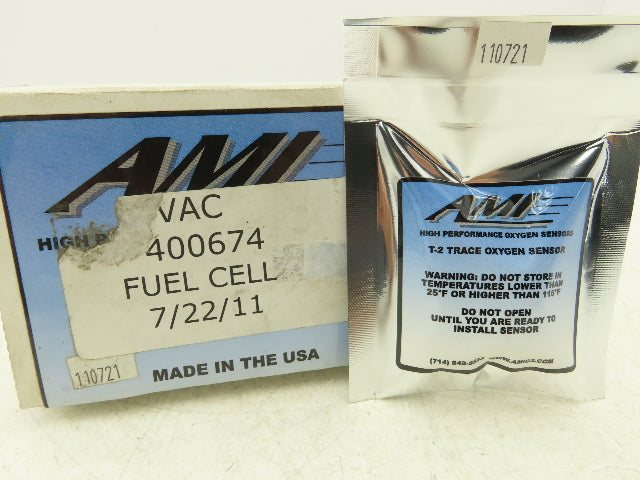 AMI
HIGH
VAC
400674
FUEL CELL
7/22/11
110721
MADE IN THE USA
110721
AMI
HIGH PERFORMANCE OXYGEN SENSORS
T-2 TRACE OXYGEN SENSOR
WARNING: DO NOT STORE IN
TEMPERATURES LOWER THAN
25°F OR HIGHER THAN 115°F
DO NOT OPEN
UNTIL YOU ARE READY TO
INSTALL SENSOR
(714) 848-5533 WWW.AMIO2.COM